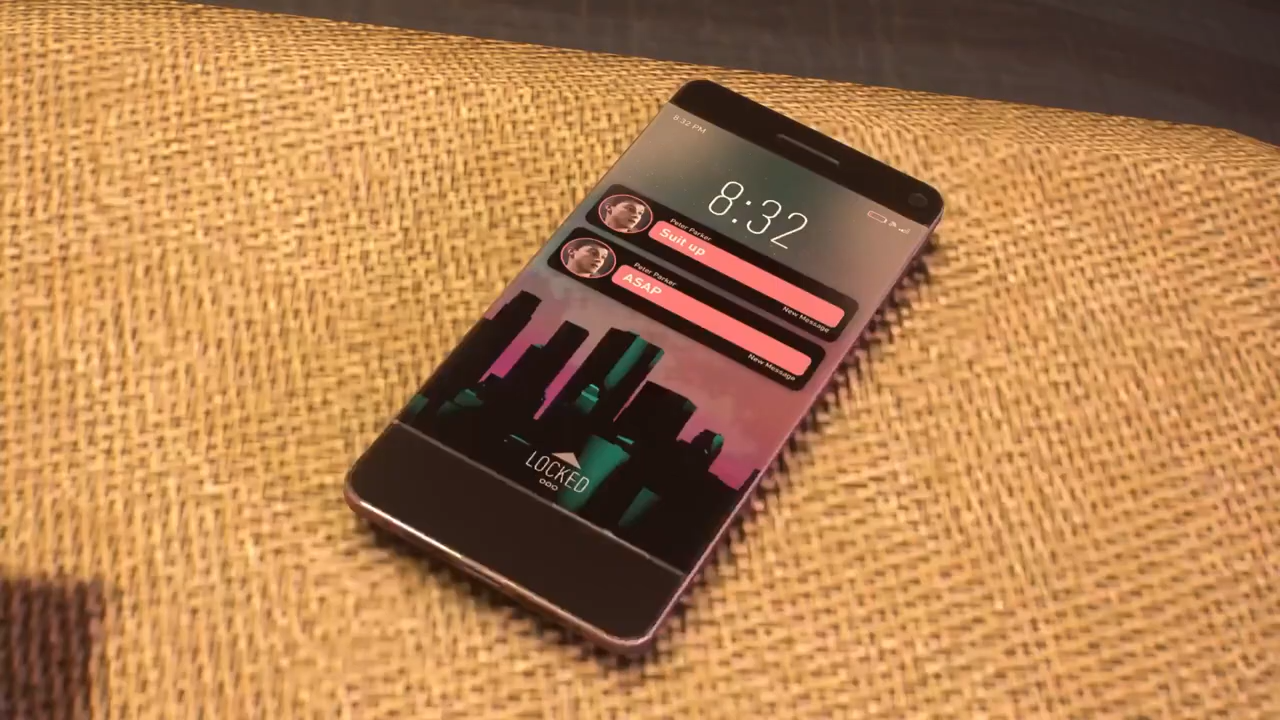 8:32 PM
8:32
Peter Parker
Suit up
New Message
Peter Parker
ASAP
New Message
LOCKED